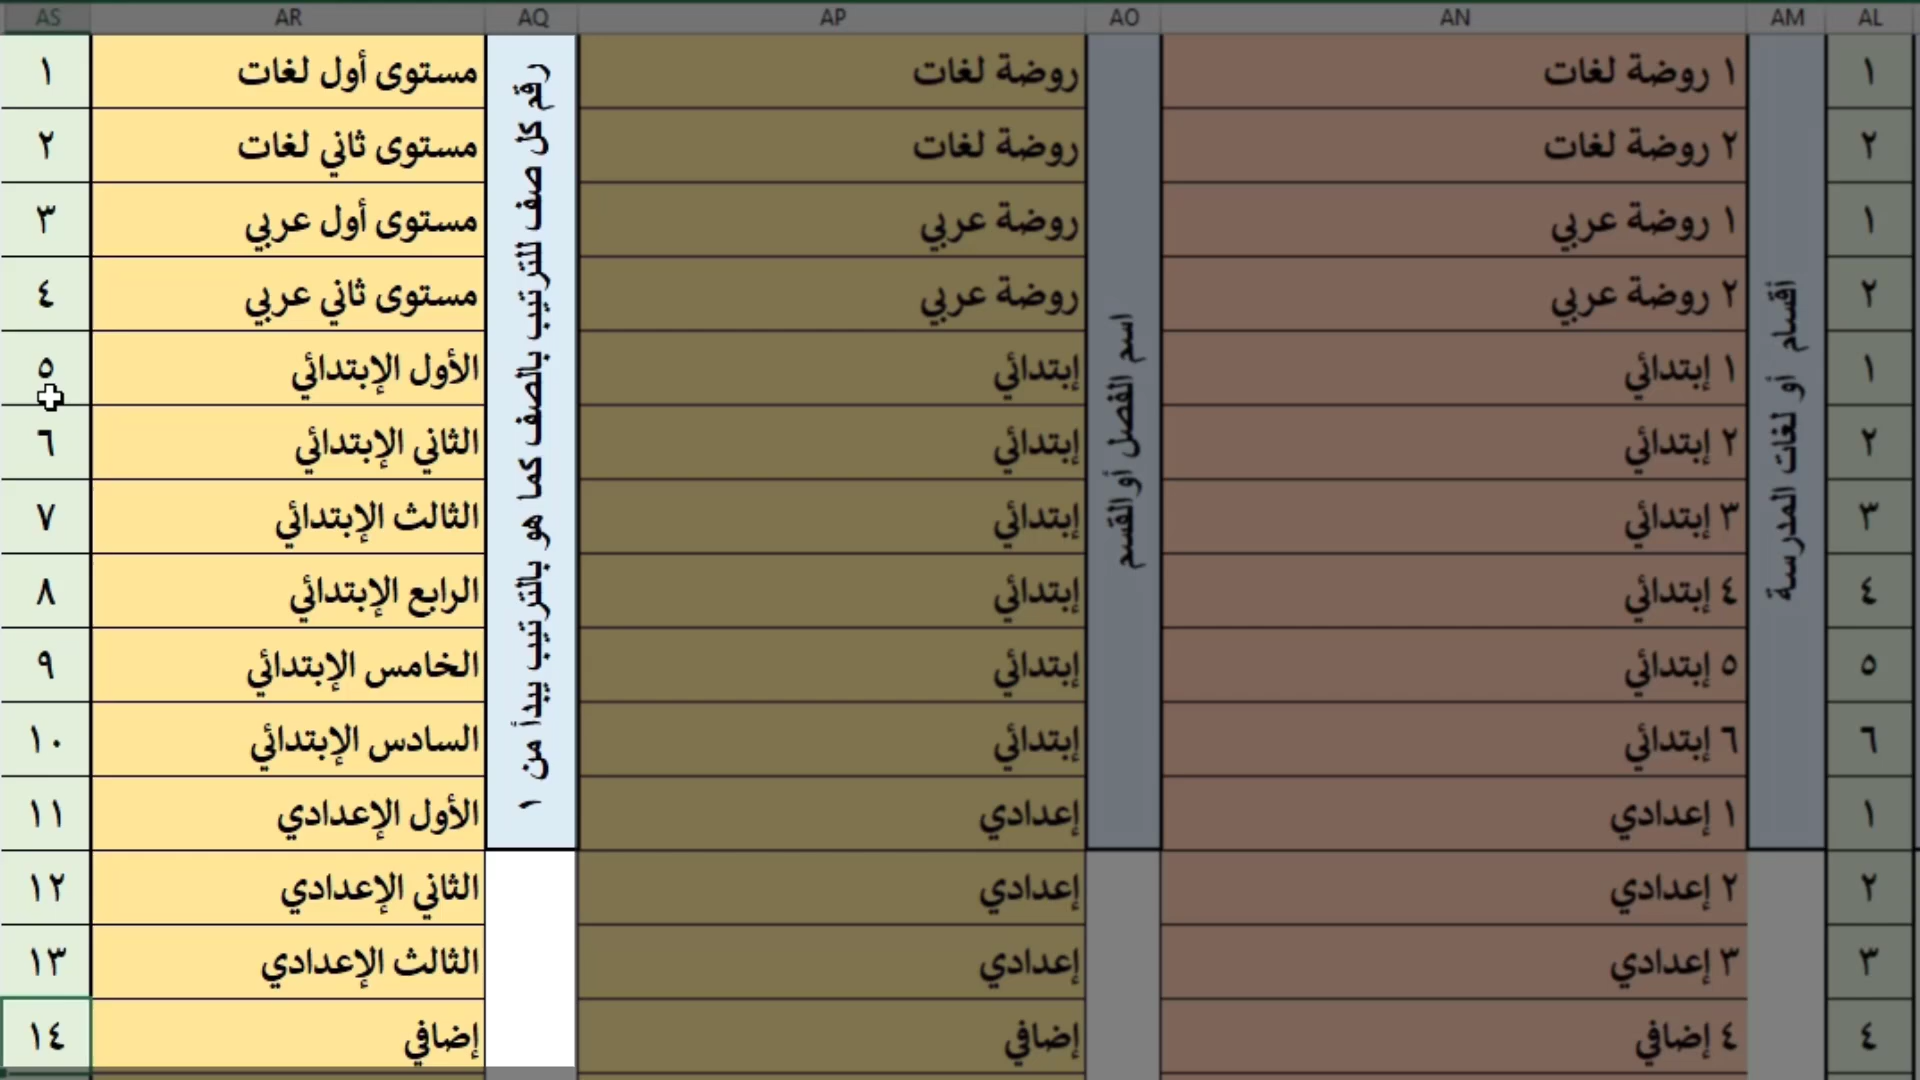 AL AM AN AO AP AQ AR AS
١ ١ روضة لغات روضة لغات مستوى أول لغات ١
٢ ٢ روضة لغات روضة لغات مستوى ثاني لغات ٢
١ ١ روضة عربي روضة عربي مستوى أول عربي ٣
٢ ٢ روضة عربي روضة عربي مستوى ثاني عربي ٤
١ ١ إبتدائي إبتدائي الأول الإبتدائي ٥
٢ ٢ إبتدائي إبتدائي الثاني الإبتدائي ٦
٣ ٣ إبتدائي إبتدائي الثالث الإبتدائي ٧
٤ ٤ إبتدائي إبتدائي الرابع الإبتدائي ٨
٥ ٥ إبتدائي إبتدائي الخامس الإبتدائي ٩
٦ ٦ إبتدائي إبتدائي السادس الإبتدائي ١٠
١ ١ إعدادي إعدادي الأول الإعدادي ١١
٢ ٢ إعدادي إعدادي الثاني الإعدادي ١٢
٣ ٣ إعدادي إعدادي الثالث الإعدادي ١٣
٤ ٤ إضافي إضافي إضافي ١٤
أقسام أو لغات المدرسة
اسم الفصل أوالقسم
رقم كل صف للترتيب بالصف كما هو بالترتيب يبدأ من ١